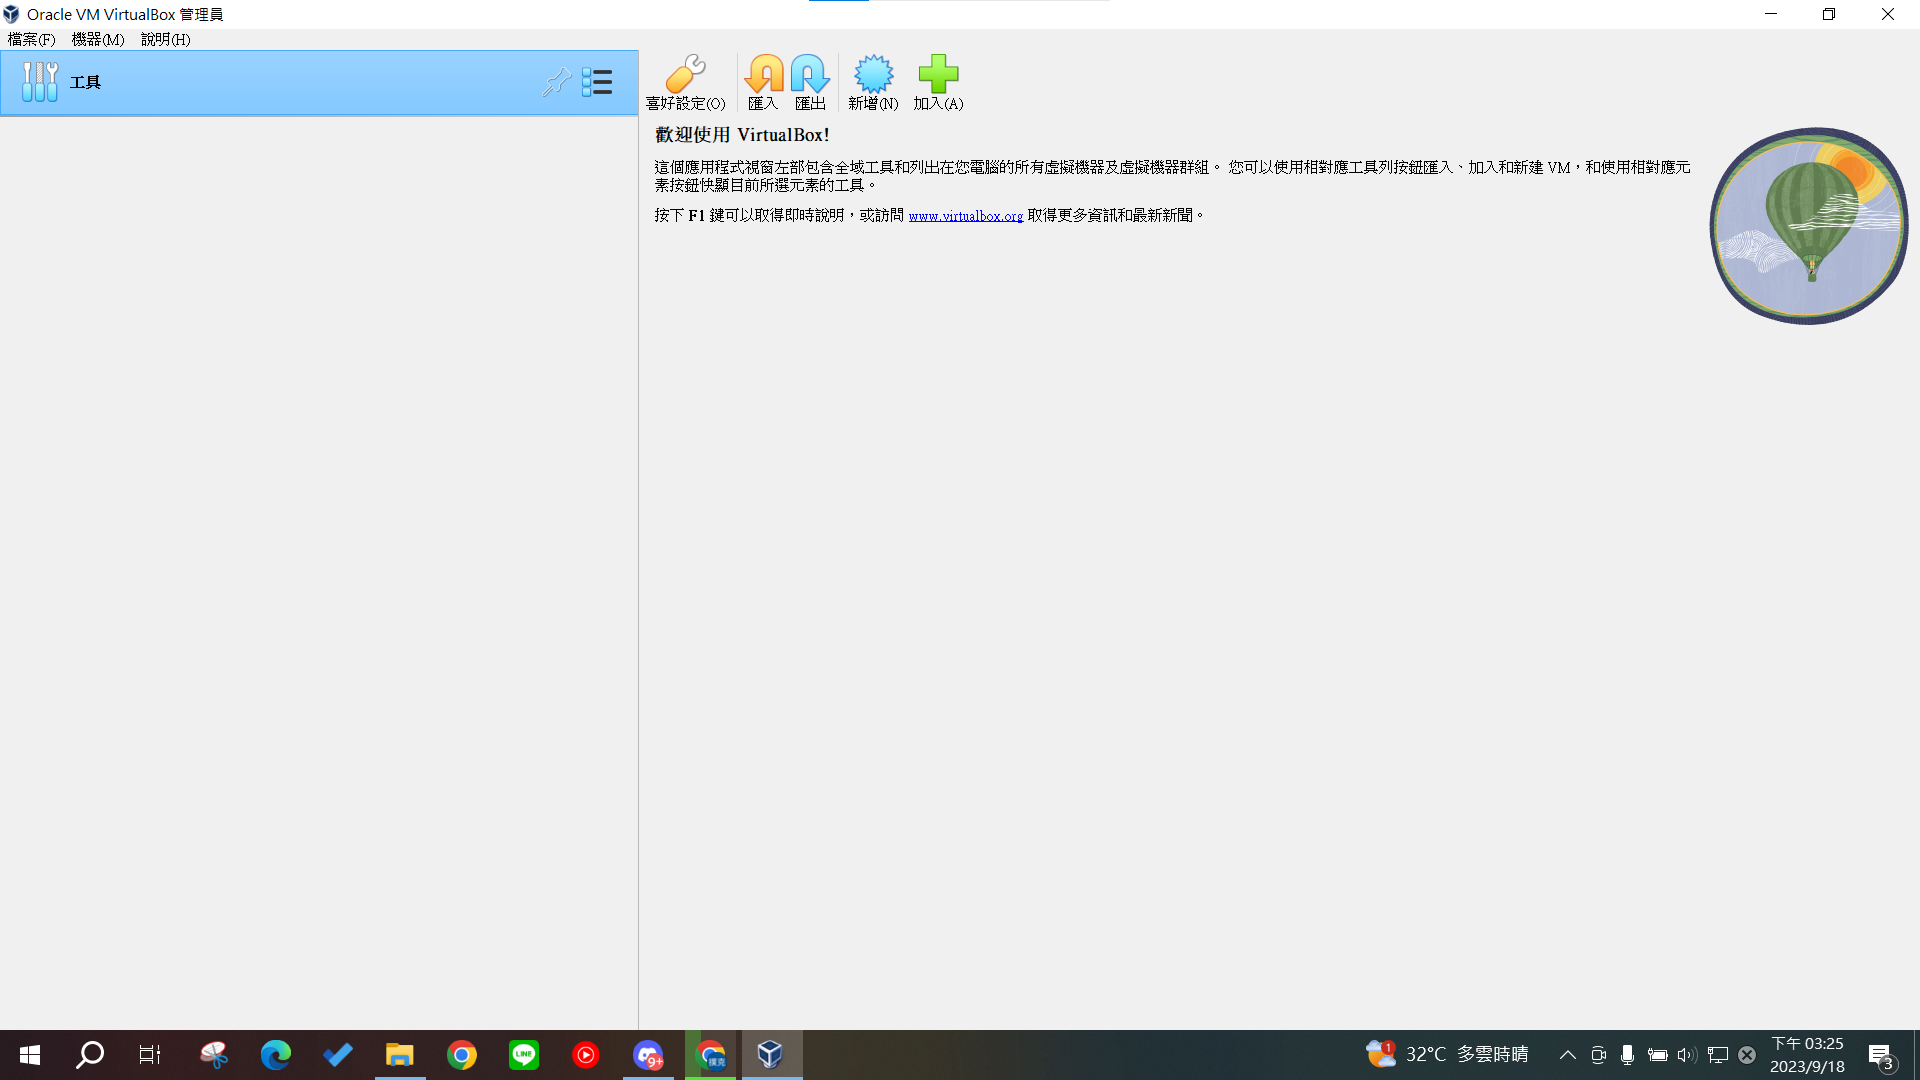 Oracle VM VirtualBox 管理員
檔案(F) 機器(M) 說明(H)
工具
喜好設定(O) 匯入 匯出 新增(N) 加入(A)
歡迎使用 VirtualBox!
這個應用程式視窗左部包含全域工具和列出在您電腦的所有虛擬機器及虛擬機器群組。 您可以使用相對應工具列按鈕匯入、加入和新建 VM，和使用相對應元
素按鈕快顯目前所選元素的工具。
按下 F1 鍵可以取得即時說明，或訪問 www.virtualbox.org 取得更多資訊和最新新聞。
LINE
9+
撲克
1
32°C 多雲時晴
下午 03:25
2023/9/18
3